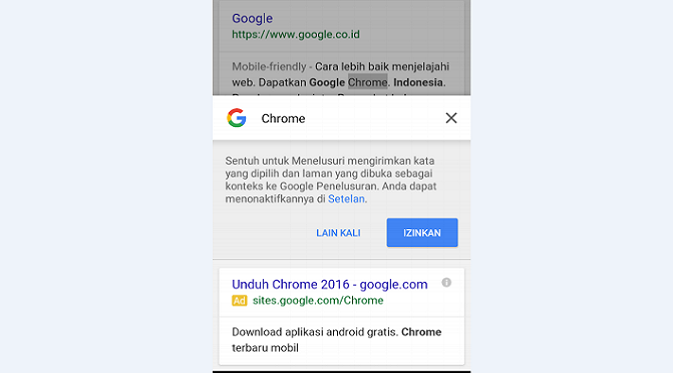 Google
https://www.google.co.id
Mobile-friendly - Cara lebih baik menjelajahi
web. Dapatkan Google Chrome. Indonesia.
Chrome
Sentuh untuk Menelusuri mengirimkan kata
yang dipilih dan laman yang dibuka sebagai
konteks ke Google Penelusuran. Anda dapat
menonaktifkannya di Setelan.
LAIN KALI
IZINKAN
Unduh Chrome 2016 - google.com
Ad sites.google.com/Chrome
Download aplikasi android gratis. Chrome
terbaru mobil